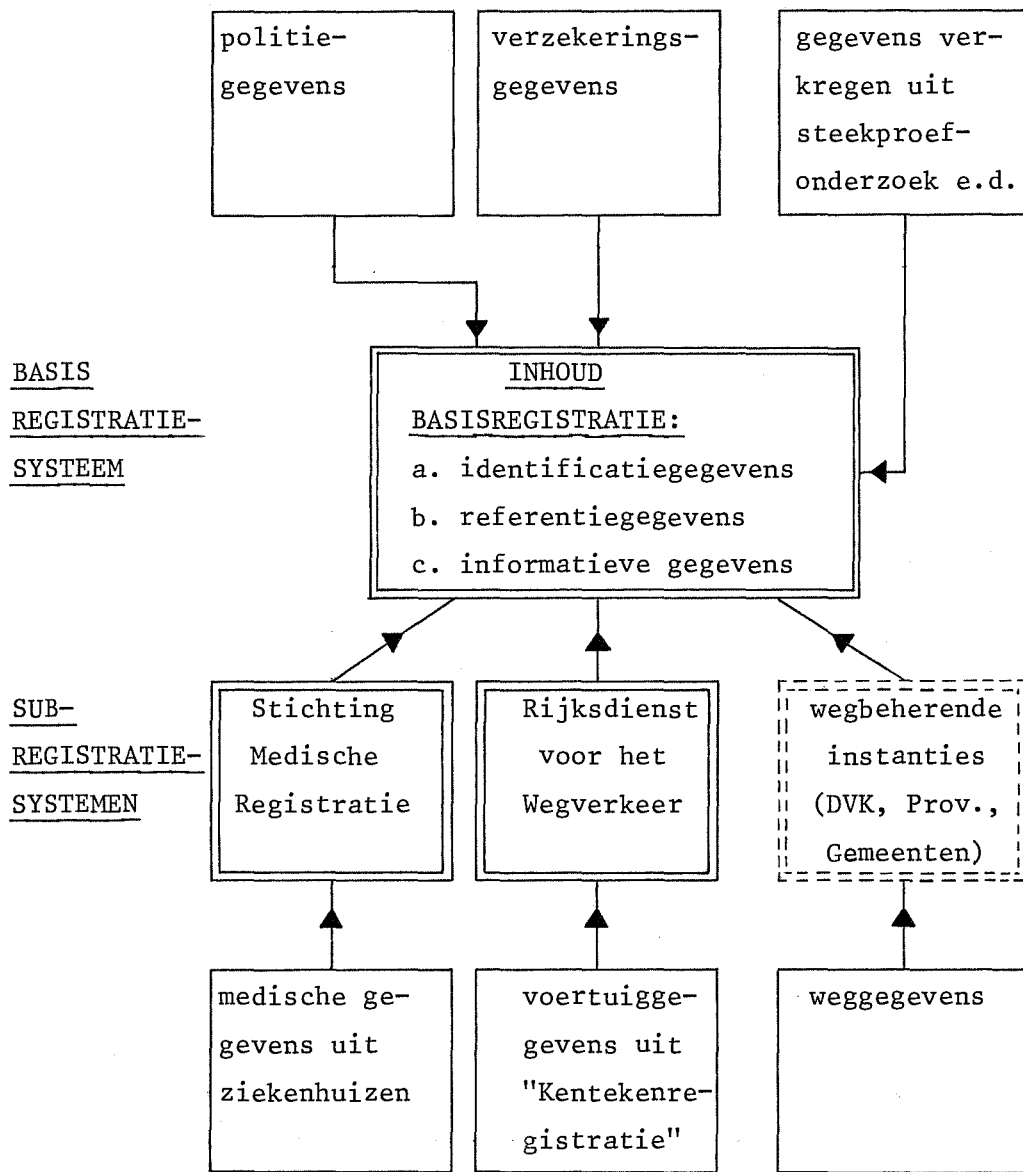 politie-
gegevens
verzekerings-
gegevens
gegevens ver-
kregen uit
steekproef-
onderzoek e.d.
BASIS
REGISTRATIE-
SYSTEEM
INHOUD
BASISREGISTRATIE:
a. identificatiegegevens
b. referentiegegevens
c. informatieve gegevens
SUB-
REGISTRATIE-
SYSTEMEN
Stichting
Medische
Registratie
Rijksdienst
voor het
Wegverkeer
wegbeherende
instanties
(DVK, Prov.,
Gemeenten)
medische ge-
gevens uit
ziekenhuizen
voertuigge-
gevens uit
"Kentekenre-
gistratie"
weggegevens